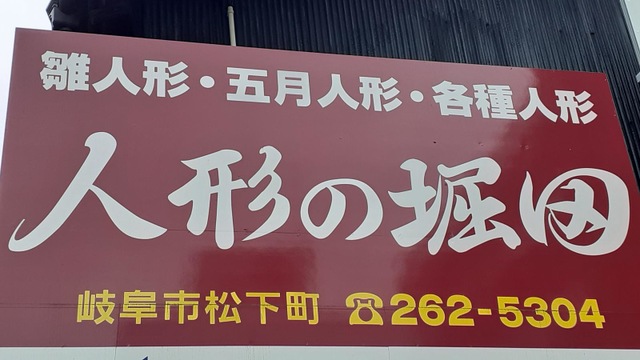 雛人形・五月人形・各種人形
人形の堀田
岐阜市松下町 ☎262-5304